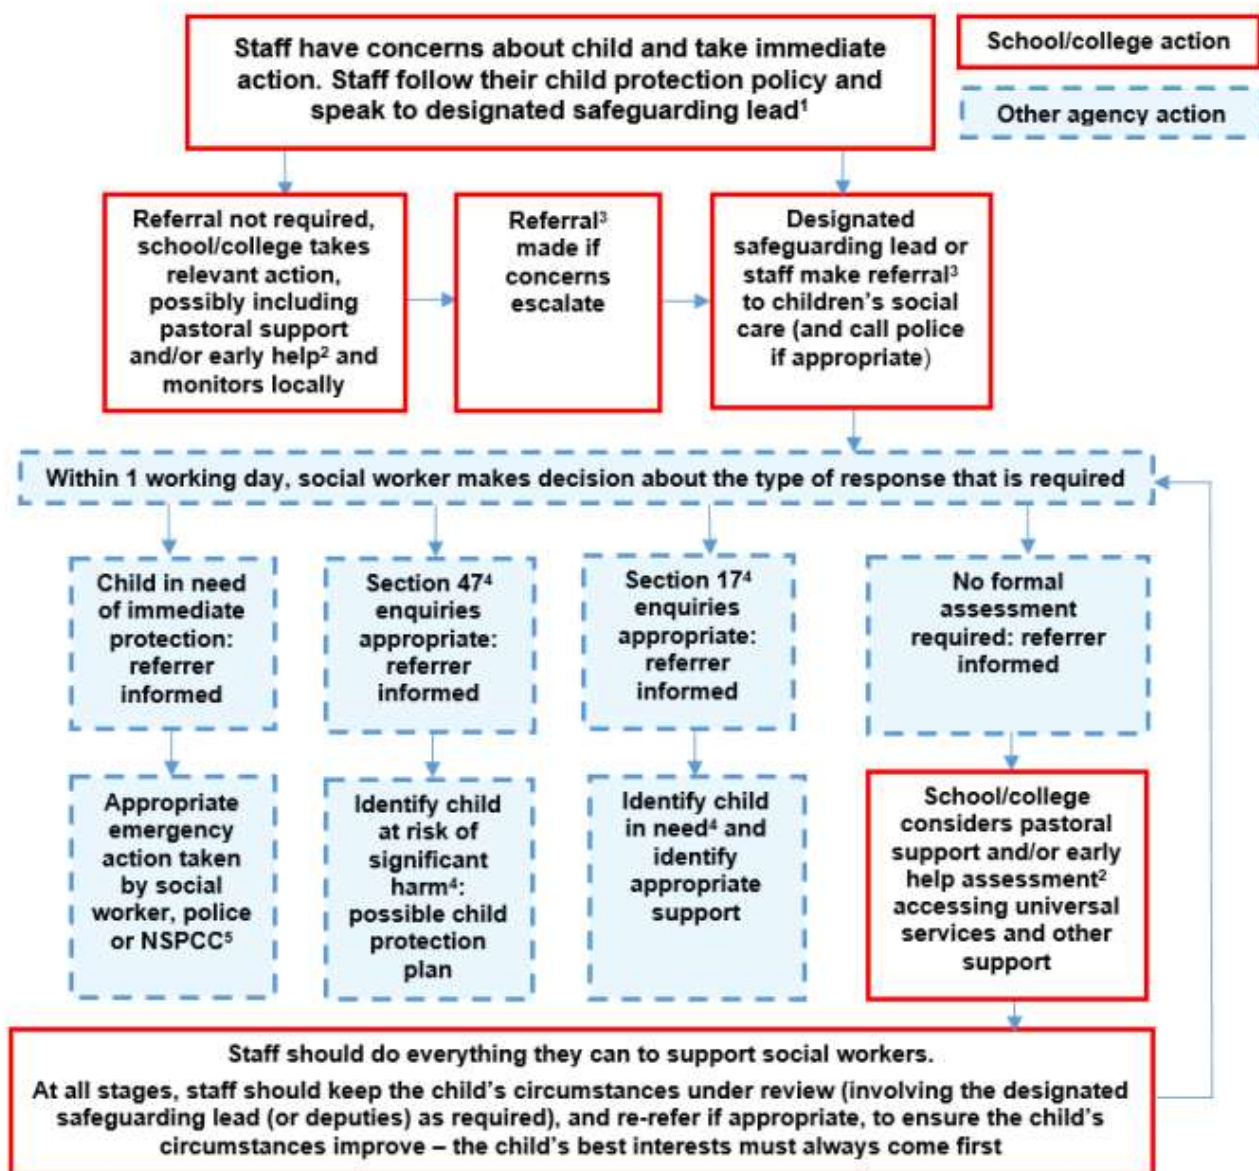 Staff have concerns about child and take immediate
action. Staff follow their child protection policy and
speak to designated safeguarding lead¹
School/college action
Other agency action
Referral not required,
school/college takes
relevant action,
possibly including
pastoral support
and/or early help² and
monitors locally
Referral³
made if
concerns
escalate
Designated
safeguarding lead or
staff make referral³
to children's social
care (and call police
if appropriate)
Within 1 working day, social worker makes decision about the type of response that is required
Child in need
of immediate
protection:
referrer
informed
Section 47⁴
enquiries
appropriate:
referrer
informed
Section 17⁴
enquiries
appropriate:
referrer
informed
No formal
assessment
required: referrer
informed
Appropriate
emergency
action taken
by social
worker, police
or NSPCC⁵
Identify child
at risk of
significant
harm⁴:
possible child
protection
plan
Identify child
in need⁴ and
identify
appropriate
support
School/college
considers pastoral
support and/or early
help assessment²
accessing universal
services and other
support
Staff should do everything they can to support social workers.
At all stages, staff should keep the child's circumstances under review (involving the designated
safeguarding lead (or deputies) as required), and re-refer if appropriate, to ensure the child's
circumstances improve – the child's best interests must always come first